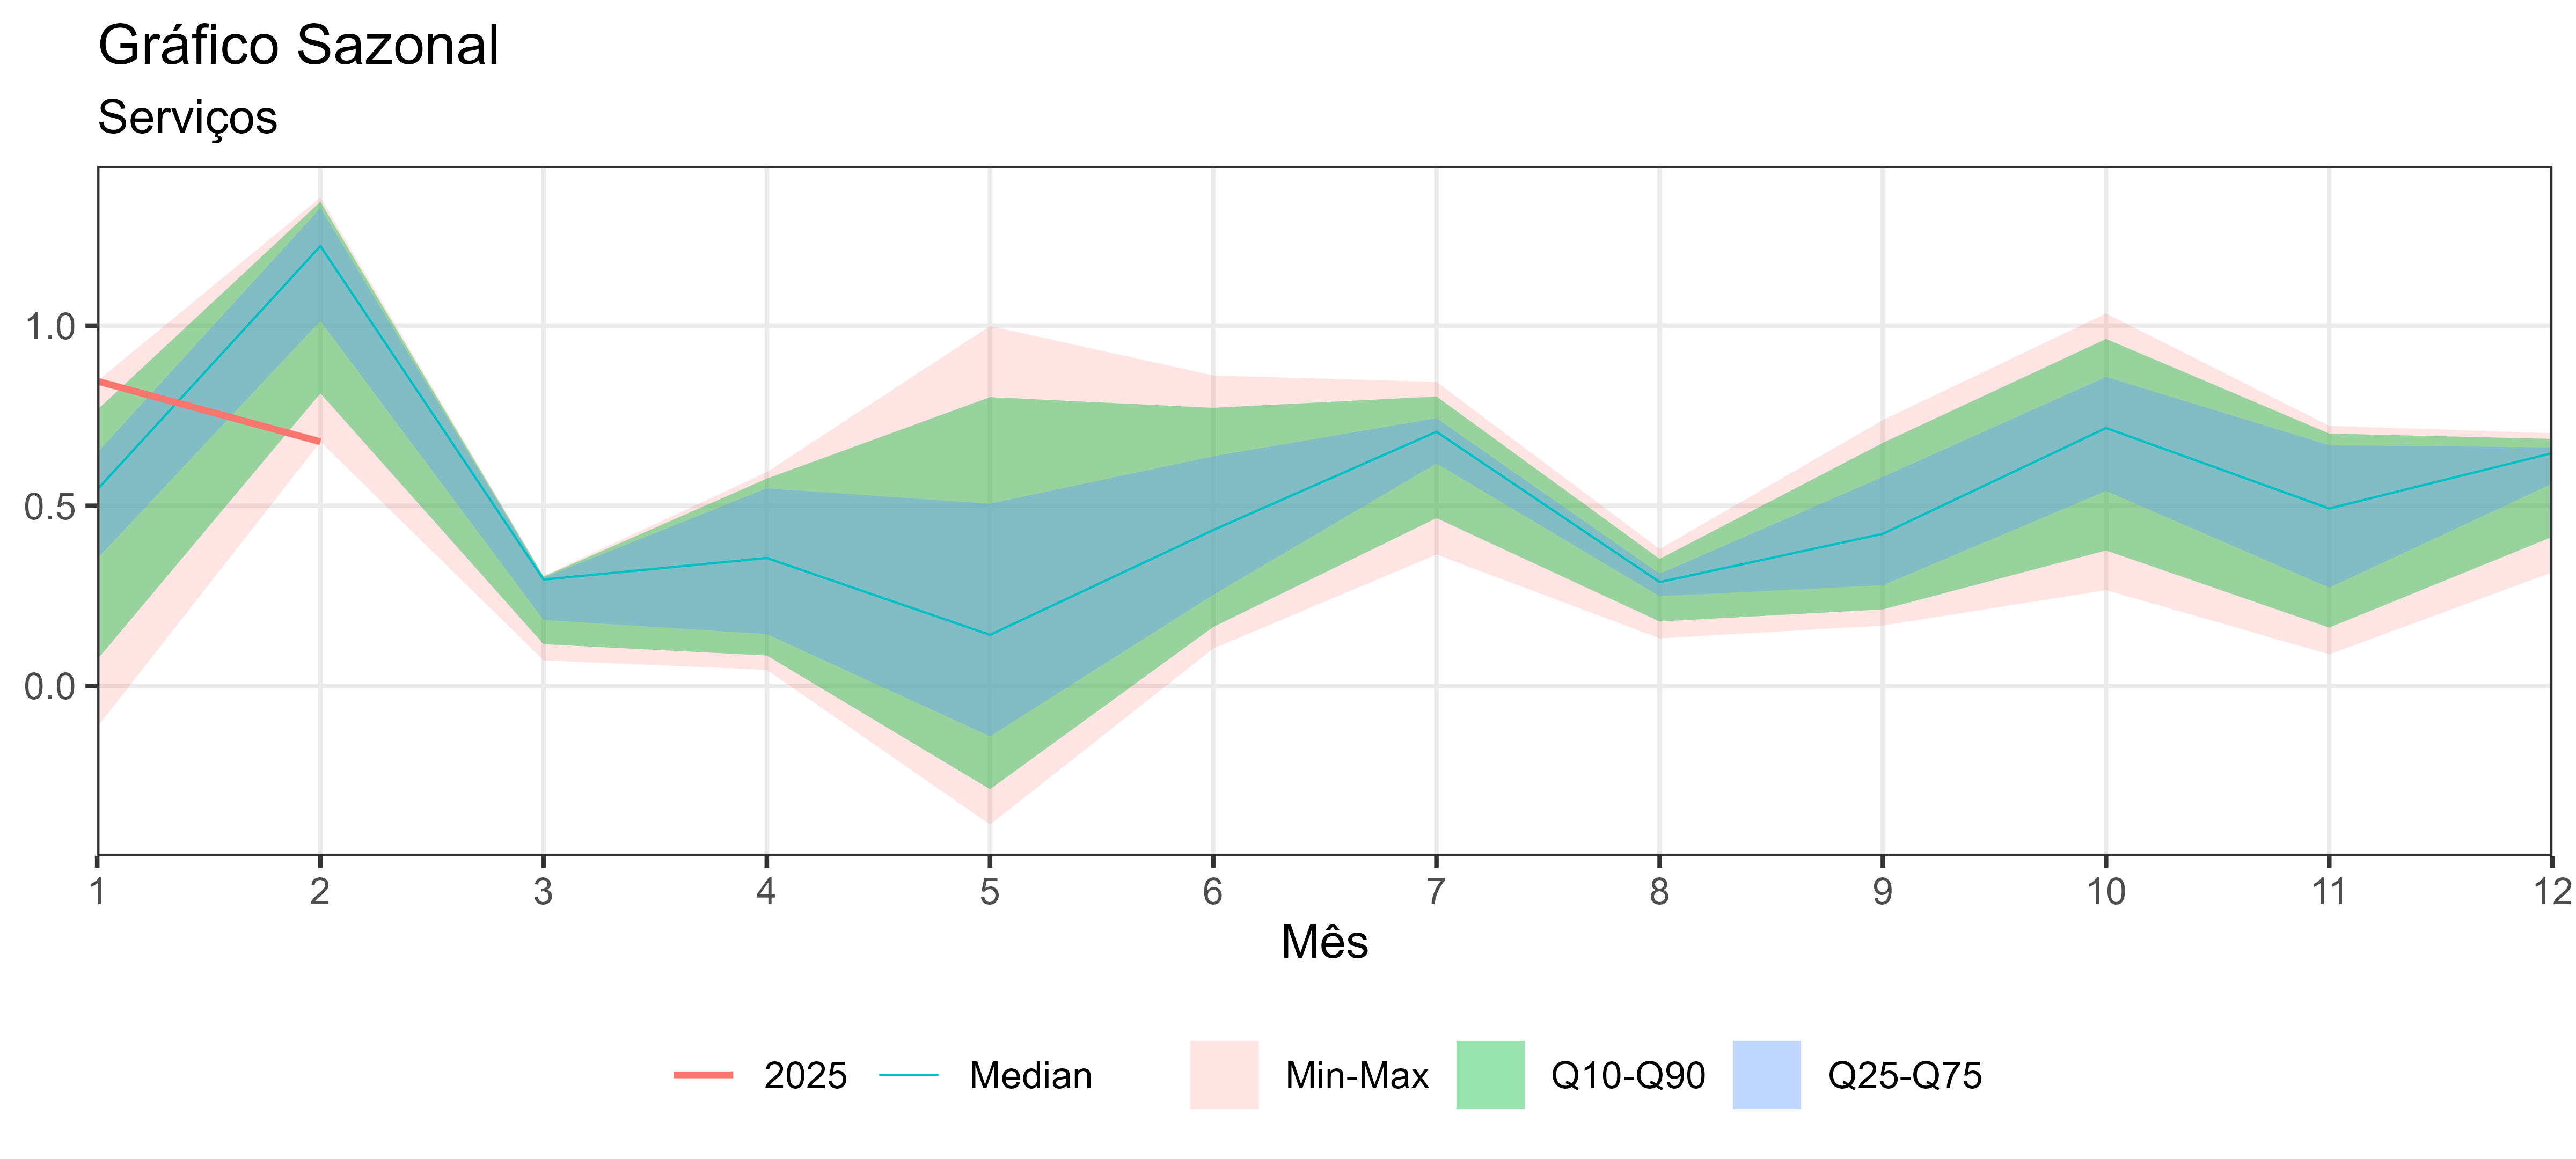 Gráfico Sazonal
Serviços
1.0
0.5
0.0
1 2 3 4 5 6 7 8 9 10 11 12
Mês
2025 Median Min-Max Q10-Q90 Q25-Q75